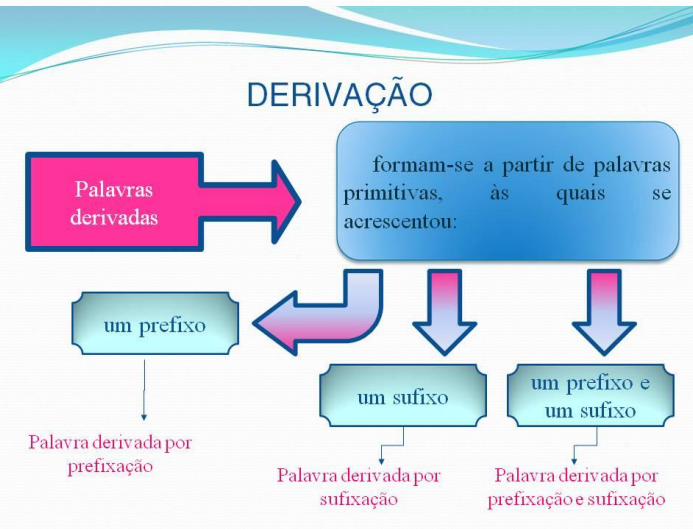 DERIVAÇÃO
Palavras
derivadas
formam-se a partir de palavras
primitivas, às quais se
acrescentou:
um prefixo
um sufixo
um prefixo e
um sufixo
Palavra derivada por
prefixação
Palavra derivada por
sufixação
Palavra derivada por
prefixação e sufixação